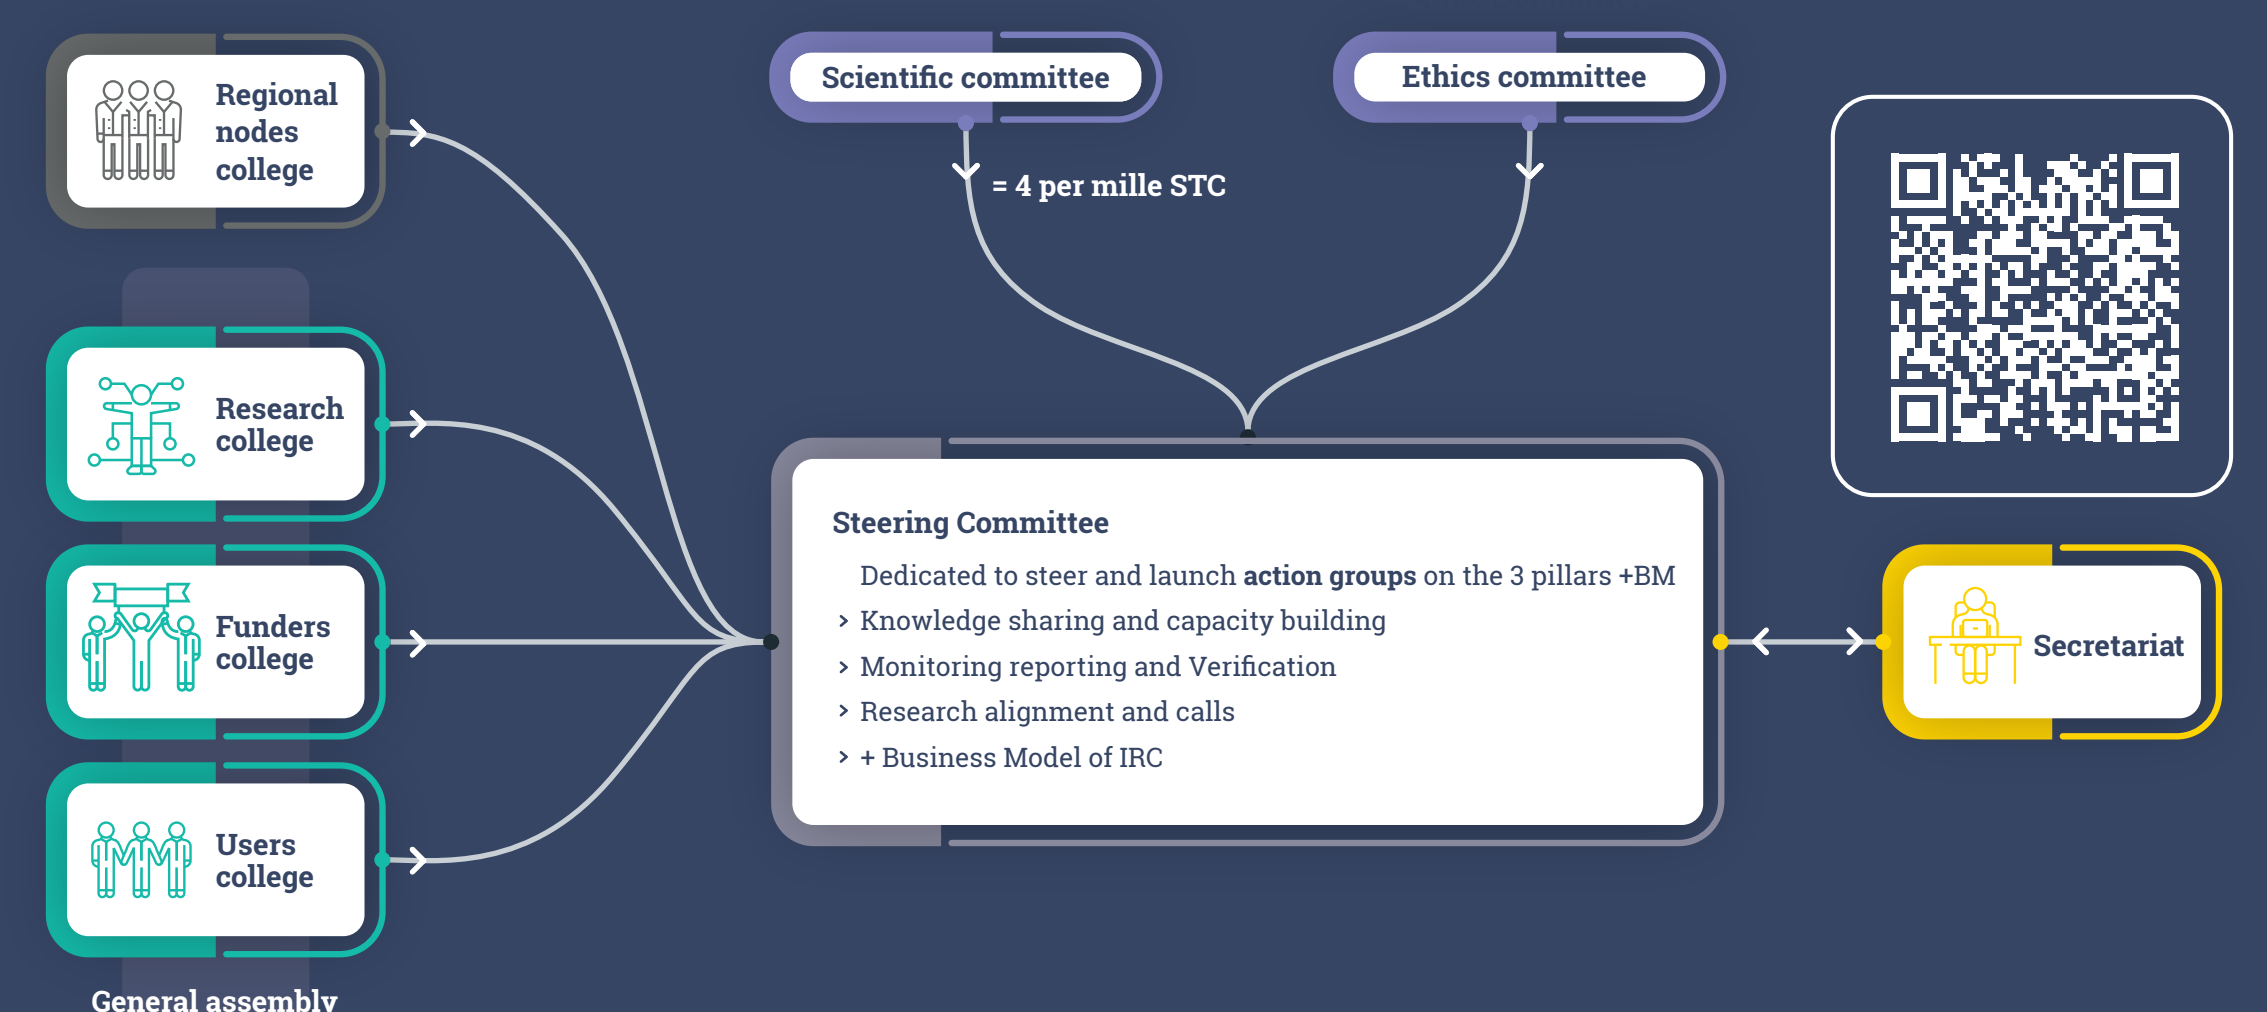 Regional
nodes
college
Research
college
Funders
college
Users
college
General assembly
Scientific committee
= 4 per mille STC
Ethics committee
Steering Committee
Dedicated to steer and launch action groups on the 3 pillars +BM
› Knowledge sharing and capacity building
› Monitoring reporting and Verification
› Research alignment and calls
› + Business Model of IRC
Secretariat